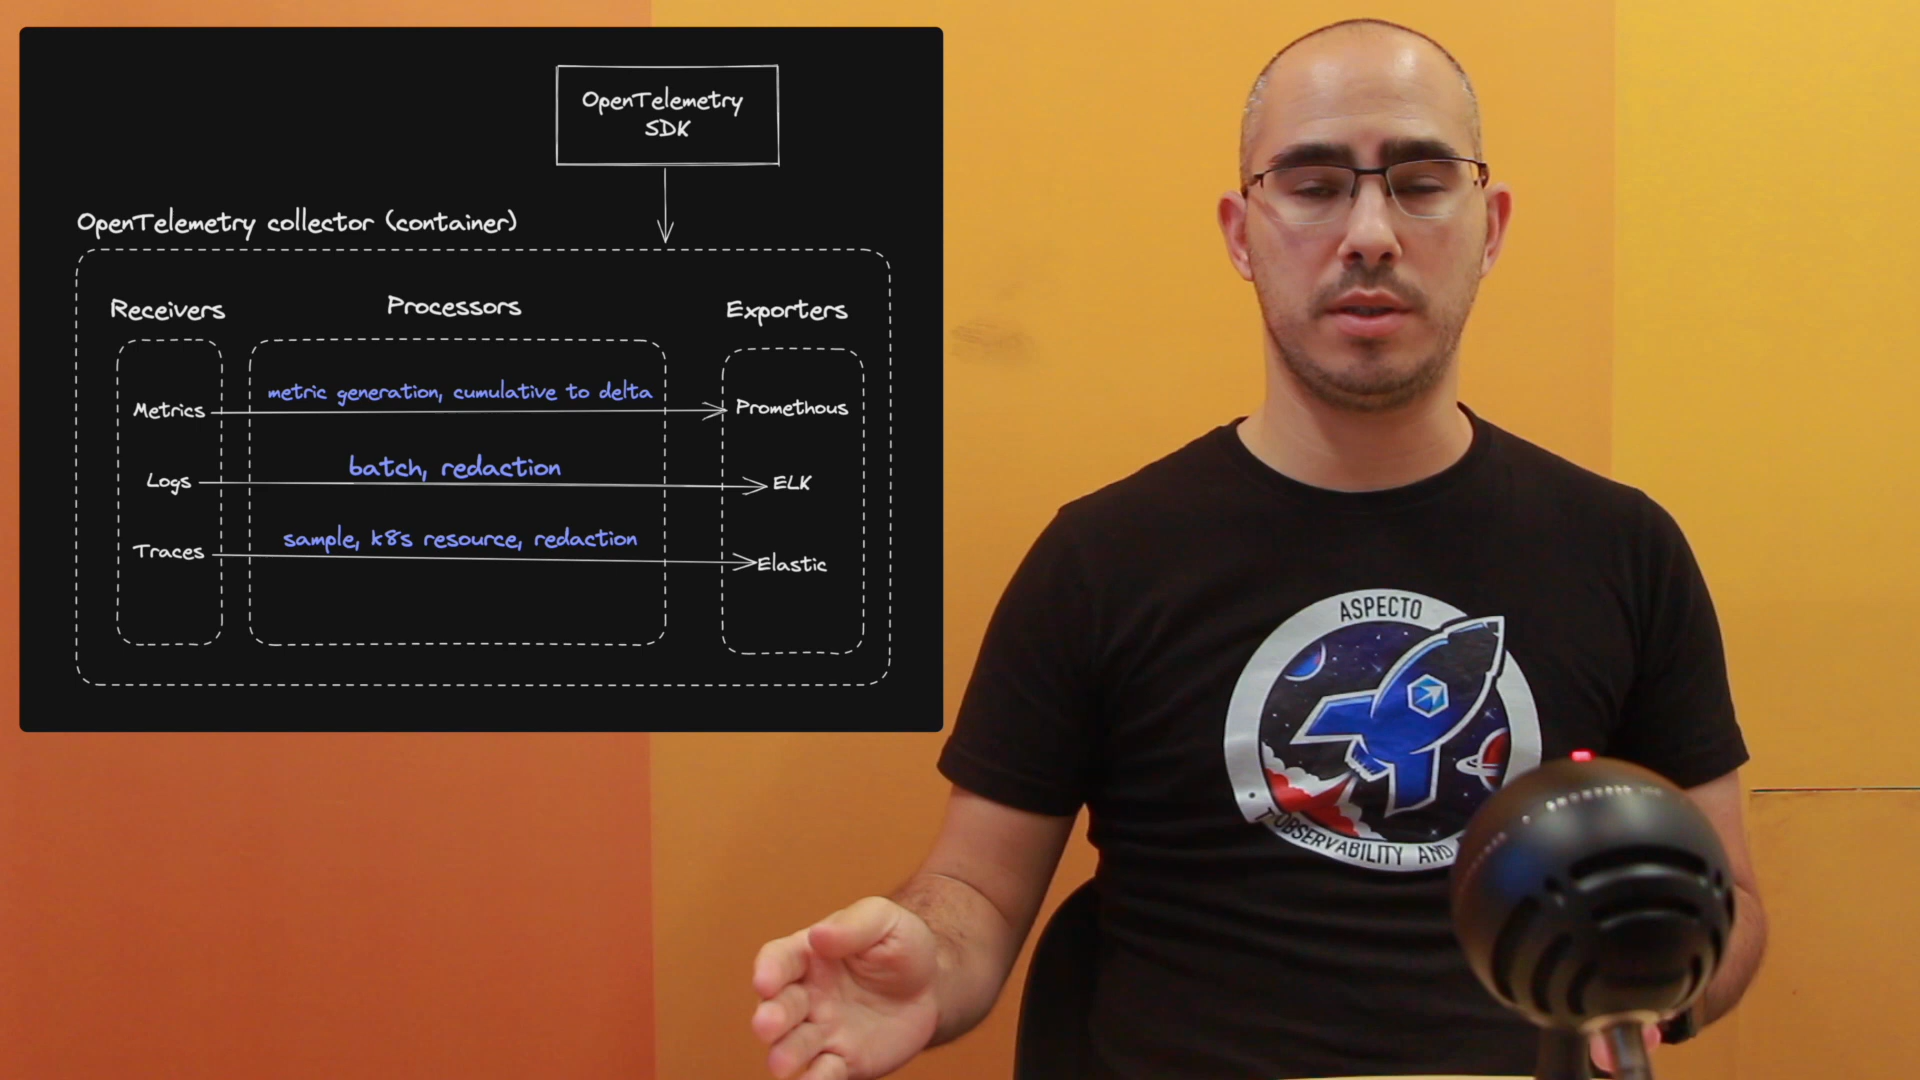 OpenTelemetry
SDK
OpenTelemetry collector (container)
Receivers
Processors
Exporters
metric generation, cumulative to delta
Metrics
Promethous
batch, redaction
Logs
ELK
sample, k8s resource, redaction
Traces
Elastic
ASPECTO
OBSERVABILITY AND